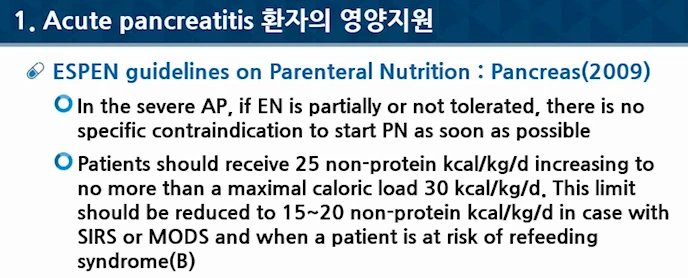 1. Acute pancreatitis 환자의 영양지원
ESPEN guidelines on Parenteral Nutrition : Pancreas(2009)
In the severe AP, if EN is partially or not tolerated, there is no
specific contraindication to start PN as soon as possible
Patients should receive 25 non-protein kcal/kg/d increasing to
no more than a maximal caloric load 30 kcal/kg/d. This limit
should be reduced to 15~20 non-protein kcal/kg/d in case with
SIRS or MODS and when a patient is at risk of refeeding
syndrome(B)